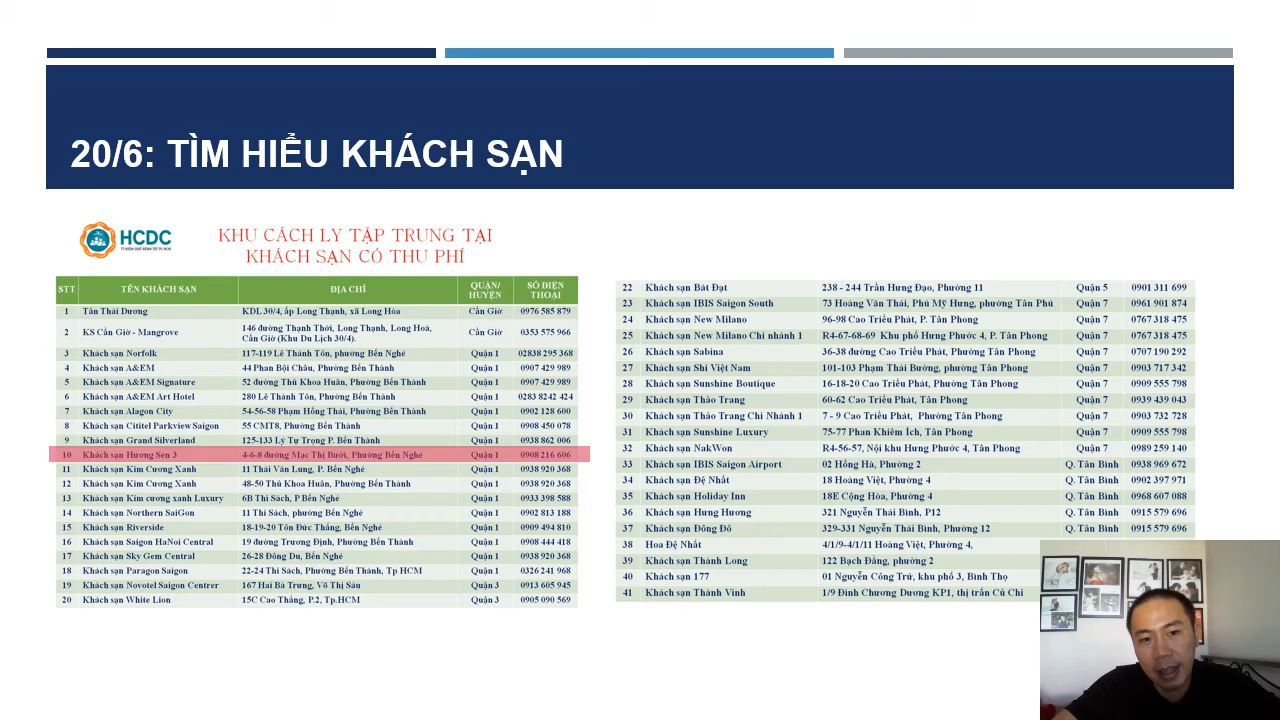 20/6: TÌM HIỂU KHÁCH SẠN
HCDC
KHU CÁCH LY TẬP TRUNG TẠI
KHÁCH SẠN CÓ THU PHÍ
STT TÊN KHÁCH SẠN ĐỊA CHỈ QUẬN/ HUYỆN SỐ ĐIỆN THOẠI
1 Tân Thái Dương KDL 30/4, ấp Long Thạnh, xã Long Hòa Cần Giờ 0976 585 879
2 KS Cần Giờ - Mangrove 146 đường Thạnh Thới, Long Thạnh, Long Hoà, Cần Giờ (Khu Du Lịch 30/4). Cần Giờ 0353 575 966
3 Khách sạn Norfolk 117-119 Lê Thánh Tôn, phường Bến Nghé Quận 1 02838 295 368
4 Khách sạn A&EM 44 Phan Bội Châu, Phường Bến Thành Quận 1 0907 429 989
5 Khách sạn A&EM Signature 52 đường Thủ Khoa Huân, Phường Bến Thành Quận 1 0907 429 989
6 Khách sạn A&EM Art Hotel 280 Lê Thánh Tôn, Phường Bến Thành Quận 1 0283 8242 424
7 Khách sạn Alagon City 54-56-58 Phạm Hồng Thái, Phường Bến Thành Quận 1 0902 128 600
8 Khách sạn Cititel Parkview Saigon 55 CMT8, Phường Bến Thành Quận 1 0908 450 078
9 Khách sạn Grand Silverland 125-133 Lý Tự Trọng P. Bến Thành Quận 1 0938 862 006
10 Khách sạn Hương Sen 3 4-6-8 đường Mạc Thị Bưởi, Phường Bến Nghé Quận 1 0908 216 606
11 Khách sạn Kim Cương Xanh 11 Thái Văn Lung, P. Bến Nghé Quận 1 0938 920 368
12 Khách sạn Kim Cương Xanh 48-50 Thủ Khoa Huân, Phường Bến Thành Quận 1 0938 920 368
13 Khách sạn Kim cương xanh Luxury 6B Thi Sách, P Bến Nghé Quận 1 0933 398 588
14 Khách sạn Northern SaiGon 11 Thi Sách, phường Bến Nghé Quận 1 0902 813 188
15 Khách sạn Riverside 18-19-20 Tôn Đức Thắng, Bến Nghé Quận 1 0909 494 810
16 Khách sạn Saigon HaNoi Central 19 đường Trương Định, Phường Bến Thành Quận 1 0908 444 418
17 Khách sạn Sky Gem Central 26-28 Đông Du, Bến Nghé Quận 1 0938 920 368
18 Khách sạn Paragon Saigon 22-24 Thi Sách, Phường Bến Thành, Tp HCM Quận 1 0326 241 968
19 Khách sạn Novotel Saigon Centrer 167 Hai Bà Trưng, Võ Thị Sáu Quận 3 0913 605 945
20 Khách sạn White Lion 15C Cao Thắng, P.2, Tp.HCM Quận 3 0905 090 569
22 Khách sạn Bát Đạt 238 - 244 Trần Hưng Đạo, Phường 11 Quận 5 0901 311 699
23 Khách sạn IBIS Saigon South 73 Hoàng Văn Thái, Phú Mỹ Hưng, phường Tân Phú Quận 7 0961 901 874
24 Khách sạn New Milano 96-98 Cao Triều Phát, P. Tân Phong Quận 7 0767 318 475
25 Khách sạn New Milano Chi nhánh 1 R4-67-68-69 Khu phố Hưng Phước 4, P. Tân Phong Quận 7 0767 318 475
26 Khách sạn Sabina 36-38 đường Cao Triều Phát, Phường Tân Phong Quận 7 0707 190 292
27 Khách sạn Shi Việt Nam 101-103 Phạm Thái Bường, phường Tân Phong Quận 7 0903 717 342
28 Khách sạn Sunshine Boutique 16-18-20 Cao Triều Phát, Phường Tân Phong Quận 7 0909 555 798
29 Khách sạn Thảo Trang 60-62 Cao Triều Phát, Tân Phong Quận 7 0939 439 043
30 Khách sạn Thảo Trang Chi Nhánh 1 7 - 9 Cao Triều Phát, Phường Tân Phong Quận 7 0903 732 728
31 Khách sạn Sunshine Luxury 75-77 Phan Khiêm Ích, Tân Phong Quận 7 0909 555 798
32 Khách sạn NakWon R4-56-57, Nội khu Hưng Phước 4, Tân Phong Quận 7 0989 259 140
33 Khách sạn IBIS Saigon Airport 02 Hồng Hà, Phường 2 Q. Tân Bình 0938 969 672
34 Khách sạn Đệ Nhất 18 Hoàng Việt, Phường 4 Q. Tân Bình 0902 397 971
35 Khách sạn Holiday Inn 18E Cộng Hòa, Phường 4 Q. Tân Bình 0968 607 088
36 Khách sạn Hưng Hương 321 Nguyễn Thái Bình, P12 Q. Tân Bình 0915 579 696
37 Khách sạn Đông Đô 329-331 Nguyễn Thái Bình, Phường 12 Q. Tân Bình 0915 579 696
38 Hoa Đệ Nhất 4/1/9-4/1/11 Hoàng Việt, Phường 4,
39 Khách sạn Thành Long 122 Bạch Đằng, phường 2
40 Khách sạn 177 01 Nguyễn Công Trứ, khu phố 3, Bình Thọ
41 Khách sạn Thành Vinh 1/9 Đinh Chương Dương KP1, thị trấn Củ Chi